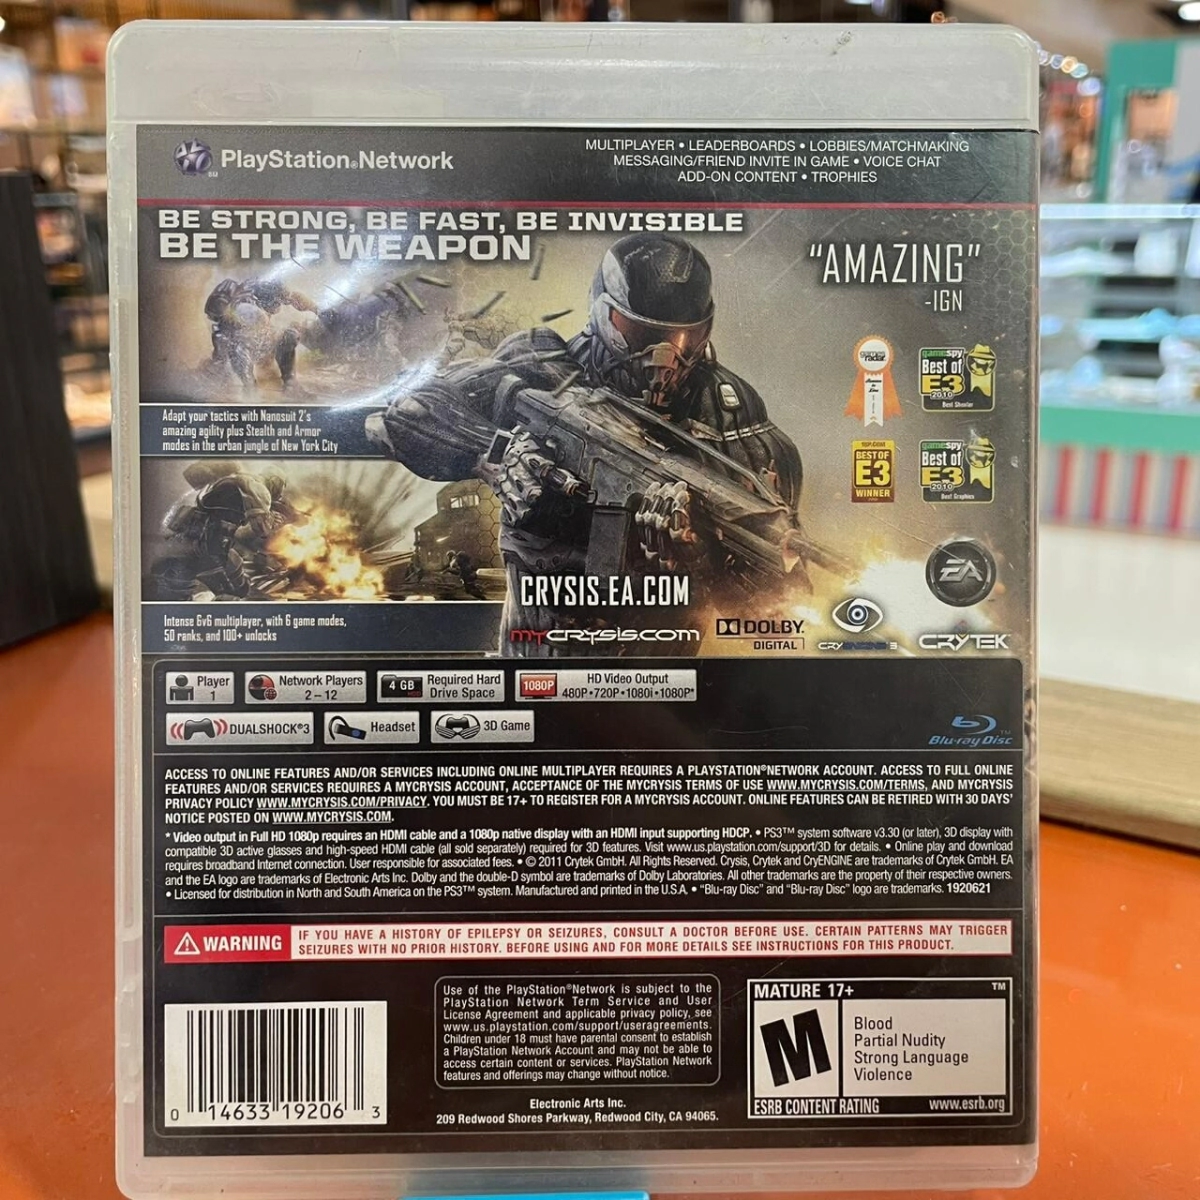 PlayStation®Network
SM
MULTIPLAYER • LEADERBOARDS • LOBBIES/MATCHMAKING
MESSAGING/FRIEND INVITE IN GAME • VOICE CHAT
ADD-ON CONTENT • TROPHIES
BE STRONG, BE FAST, BE INVISIBLE
BE THE WEAPON
"AMAZING"
-IGN
games radar
gamespy
Best of
E3
2010
Best Shooter
Adapt your tactics with Nanosuit 2's
amazing agility plus Stealth and Armor
modes in the urban jungle of New York City
BEST OF
E3
WINNER
gamespy
Best of
E3
2010
Best Graphics
EA
CRYSIS.EA.COM
Intense 6v6 multiplayer, with 6 game modes,
50 ranks, and 100+ unlocks
MYCRYSIS.COM
DOLBY.
DIGITAL
CRYENGINE 3
CRYTEK
Player
1
Network Players
2–12
4 GB
Required Hard
Drive Space
1080P
HD Video Output
480P•720P•1080i•1080P*
DUALSHOCK®3
Headset
3D Game
Blu-ray Disc
TM
ACCESS TO ONLINE FEATURES AND/OR SERVICES INCLUDING ONLINE MULTIPLAYER REQUIRES A PLAYSTATION®NETWORK ACCOUNT. ACCESS TO FULL ONLINE
FEATURES AND/OR SERVICES REQUIRES A MYCRYSIS ACCOUNT, ACCEPTANCE OF THE MYCRYSIS TERMS OF USE WWW.MYCRYSIS.COM/TERMS, AND MYCRYSIS
PRIVACY POLICY WWW.MYCRYSIS.COM/PRIVACY. YOU MUST BE 17+ TO REGISTER FOR A MYCRYSIS ACCOUNT. ONLINE FEATURES CAN BE RETIRED WITH 30 DAYS'
NOTICE POSTED ON WWW.MYCRYSIS.COM.
* Video output in Full HD 1080p requires an HDMI cable and a 1080p native display with an HDMI input supporting HDCP. • PS3™ system software v3.30 (or later), 3D display with
compatible 3D active glasses and high-speed HDMI cable (all sold separately) required for 3D features. Visit www.us.playstation.com/support/3D for details. • Online play and download
requires broadband Internet connection. User responsible for associated fees. • © 2011 Crytek GmbH. All Rights Reserved. Crysis, Crytek and CryENGINE are trademarks of Crytek GmbH. EA
and the EA logo are trademarks of Electronic Arts Inc. Dolby and the double-D symbol are trademarks of Dolby Laboratories. All other trademarks are the property of their respective owners.
• Licensed for distribution in North and South America on the PS3™ system. Manufactured and printed in the U.S.A. • "Blu-ray Disc" and "Blu-ray Disc" logo are trademarks. 1920621
WARNING
IF YOU HAVE A HISTORY OF EPILEPSY OR SEIZURES, CONSULT A DOCTOR BEFORE USE. CERTAIN PATTERNS MAY TRIGGER
SEIZURES WITH NO PRIOR HISTORY. BEFORE USING AND FOR MORE DETAILS SEE INSTRUCTIONS FOR THIS PRODUCT.
0 14633 19206 3
Use of the PlayStation®Network is subject to the
PlayStation Network Term Service and User
License Agreement and applicable privacy policy, see
www.us.playstation.com/support/useragreements.
Children under 18 must have parental consent to establish
a PlayStation Network Account and may not be able to
access certain content or services. PlayStation Network
features and offerings may change without notice.
Electronic Arts Inc.
209 Redwood Shores Parkway, Redwood City, CA 94065.
MATURE 17+
TM
M
Blood
Partial Nudity
Strong Language
Violence
ESRB CONTENT RATING
www.esrb.org